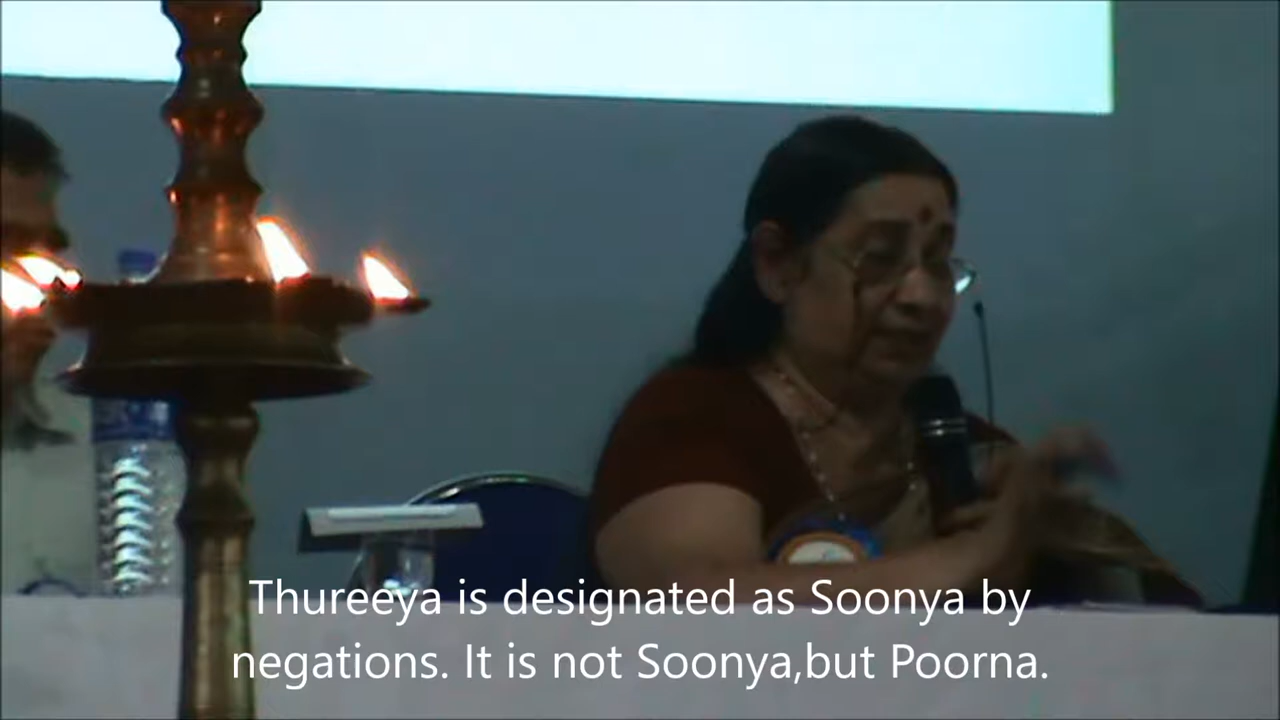 Thureeya is designated as Soonya by
negations. It is not Soonya,but Poorna.